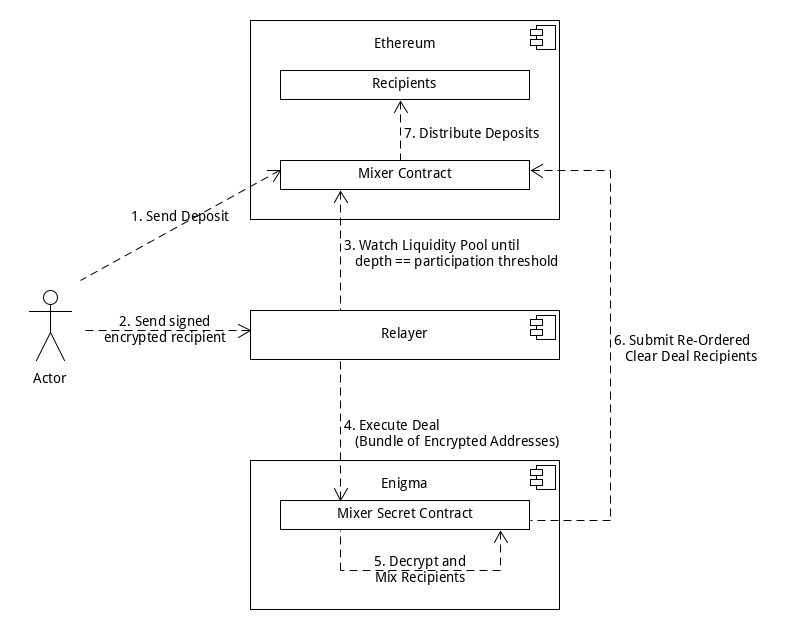 Ethereum
Recipients
7. Distribute Deposits
Mixer Contract
1. Send Deposit
3. Watch Liquidity Pool until
depth == participation threshold
2. Send signed
encrypted recipient
Relayer
Actor
6. Submit Re-Ordered
Clear Deal Recipients
4. Execute Deal
(Bundle of Encrypted Addresses)
Enigma
Mixer Secret Contract
5. Decrypt and
Mix Recipients